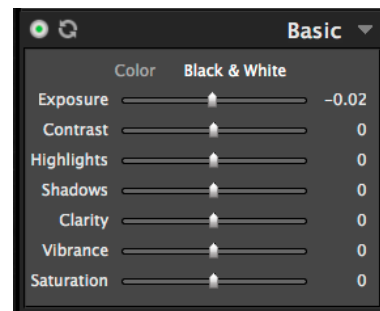 Basic
Color Black & White
Exposure -0.02
Contrast 0
Highlights 0
Shadows 0
Clarity 0
Vibrance 0
Saturation 0